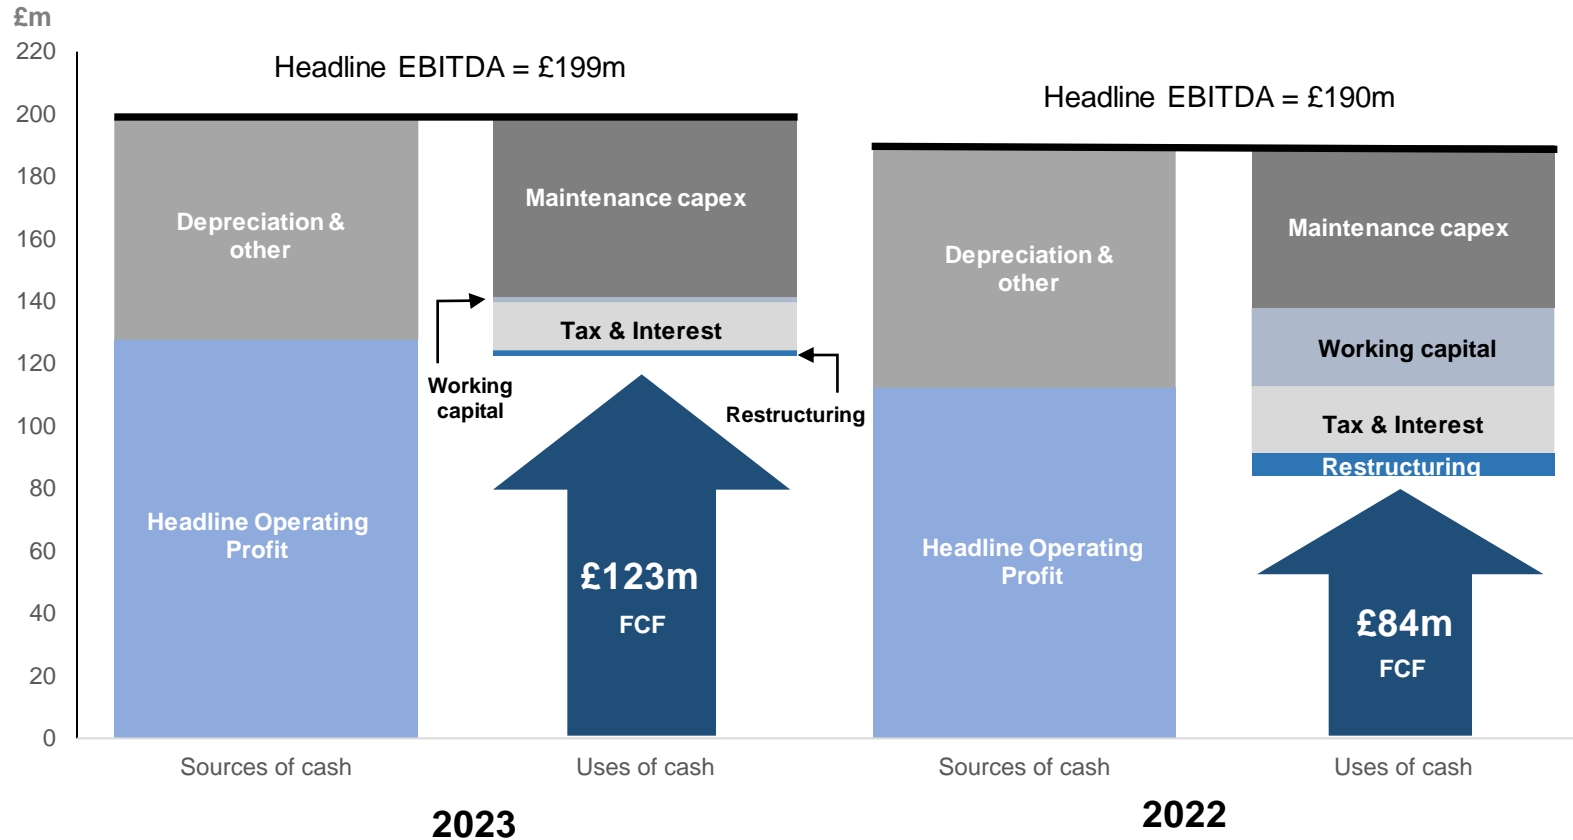 £m
220
200
180
160
140
120
100
80
60
40
20
0
Headline EBITDA = £199m
Depreciation &
other
Headline Operating
Profit
Maintenance capex
Tax & Interest
Working
capital
Restructuring
£123m
FCF
Headline EBITDA = £190m
Depreciation &
other
Headline Operating
Profit
Maintenance capex
Working capital
Tax & Interest
Restructuring
£84m
FCF
Sources of cash
Uses of cash
Sources of cash
Uses of cash
2023
2022